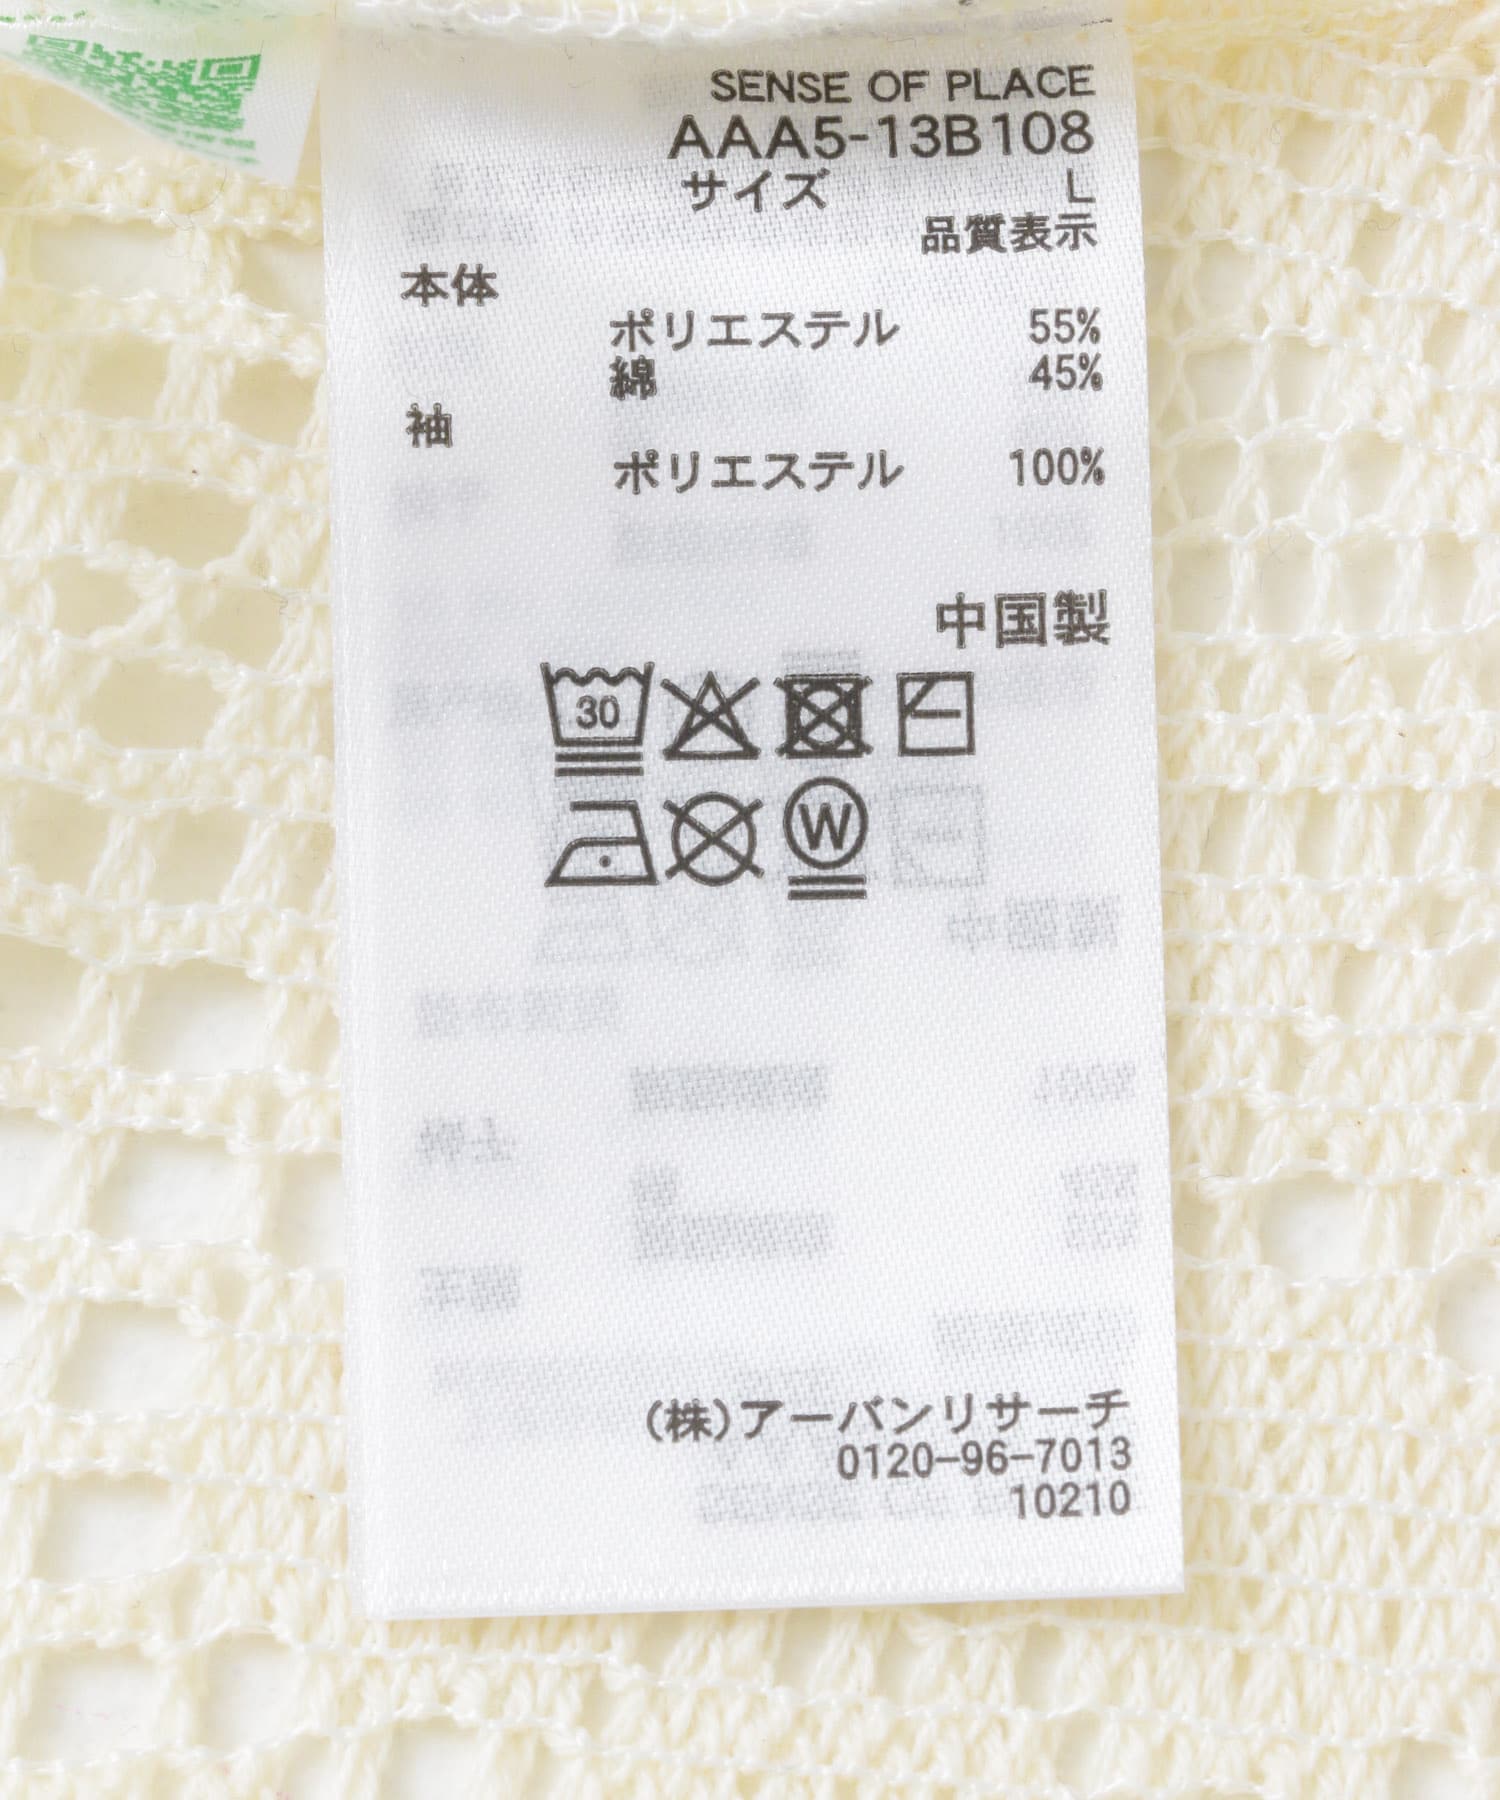 SENSE OF PLACE
AAA5-13B108
サイズ L
品質表示
本体
ポリエステル 55%
綿 45%
袖
ポリエステル 100%
中国製
30
W
(株)アーバンリサーチ
0120-96-7013
10210